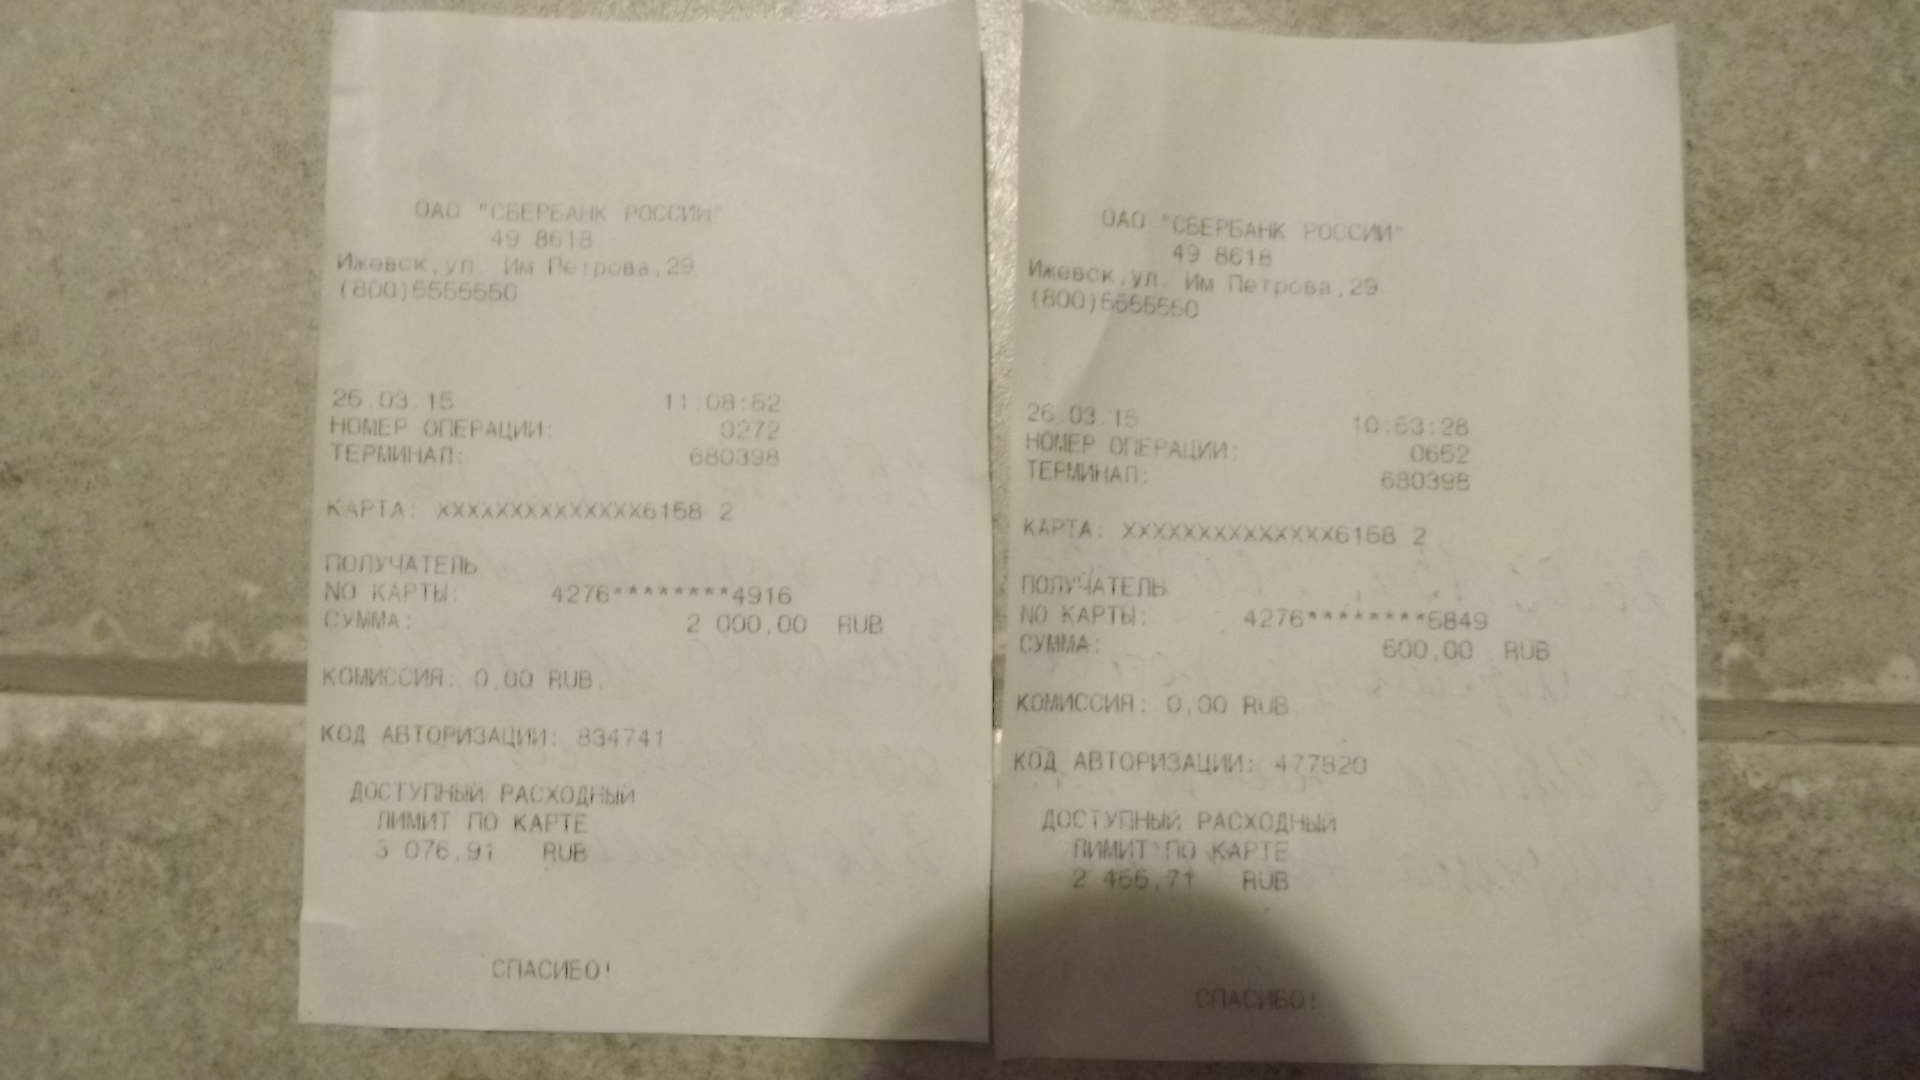 ОАО "СБЕРБАНК РОССИИ"
49 8618
Ижевск,ул. Им Петрова,29
(800)5555550
25.03.15 11:08:52
НОМЕР ОПЕРАЦИИ: 0272
ТЕРМИНАЛ: 680398
КАРТА: XXXXXXXXXXXXXX6158 2
ПОЛУЧАТЕЛЬ
NO КАРТЫ: 4276********4916
СУММА: 2 000,00 RUB
КОМИССИЯ: 0,00 RUB.
КОД АВТОРИЗАЦИИ: 834741
ДОСТУПНЫЙ РАСХОДНЫЙ
ЛИМИТ ПО КАРТЕ
3 076,91 RUB
СПАСИБО!
ОАО "СБЕРБАНК РОССИИ"
49 8618
Ижевск,ул. Им Петрова,29
(800)5555550
26.03.15 10:53:28
НОМЕР ОПЕРАЦИИ: 0652
ТЕРМИНАЛ: 680398
КАРТА: XXXXXXXXXXXXXX6158 2
ПОЛУЧАТЕЛЬ
NO КАРТЫ: 4276********5849
СУММА: 500,00 RUB
КОМИССИЯ: 0,00 RUB.
КОД АВТОРИЗАЦИИ: 477820
ДОСТУПНЫЙ РАСХОДНЫЙ
ЛИМИТ ПО КАРТЕ
2 455,71 RUB
СПАСИБО!